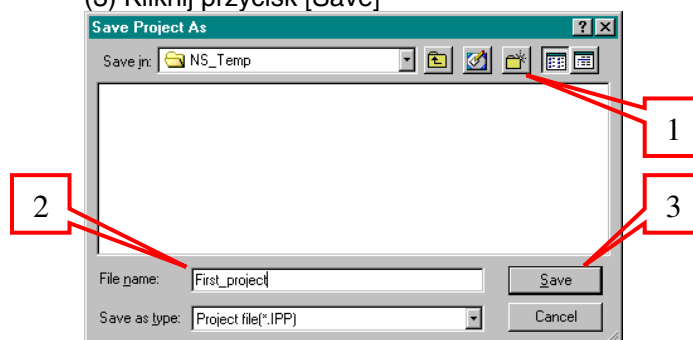 (3) Kliknij przycisk [Save]
Save Project As
Save in: NS_Temp
1
2
3
File name: First_project Save
Save as type: Project file(*.IPP) Cancel